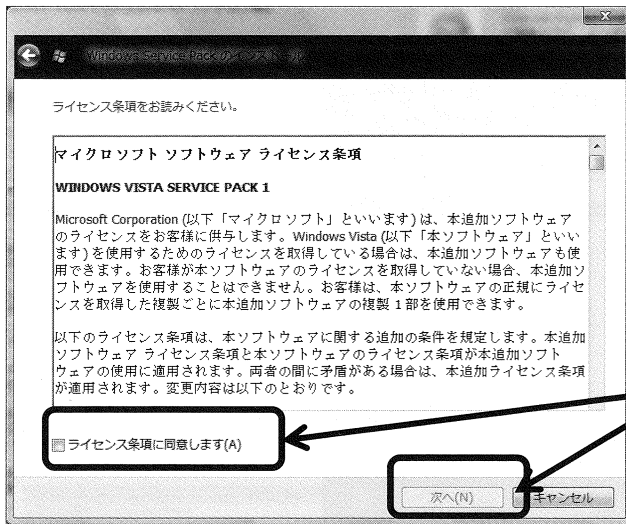 Windows Service Pack のインストール
ライセンス条項をお読みください。
マイクロソフト ソフトウェア ライセンス条項
WINDOWS VISTA SERVICE PACK 1
Microsoft Corporation (以下「マイクロソフト」といいます) は、本追加ソフトウェア
のライセンスをお客様に供与します。Windows Vista (以下「本ソフトウェア」といい
ます) を使用するためのライセンスを取得している場合は、本追加ソフトウェアも使
用できます。お客様が本ソフトウェアのライセンスを取得していない場合、本追加ソ
フトウェアを使用することはできません。お客様は、本ソフトウェアの正規にライセ
ンスを取得した複製ごとに本追加ソフトウェアの複製 1 部を使用できます。
以下のライセンス条項は、本ソフトウェアに関する追加の条件を規定します。本追加
ソフトウェア ライセンス条項と本ソフトウェアのライセンス条項が本追加ソフト
ウェアの使用に適用されます。両者の間に矛盾がある場合は、本追加ライセンス条項
が適用されます。変更内容は以下のとおりです。
ライセンス条項に同意します(A)
次へ(N)
キャンセル